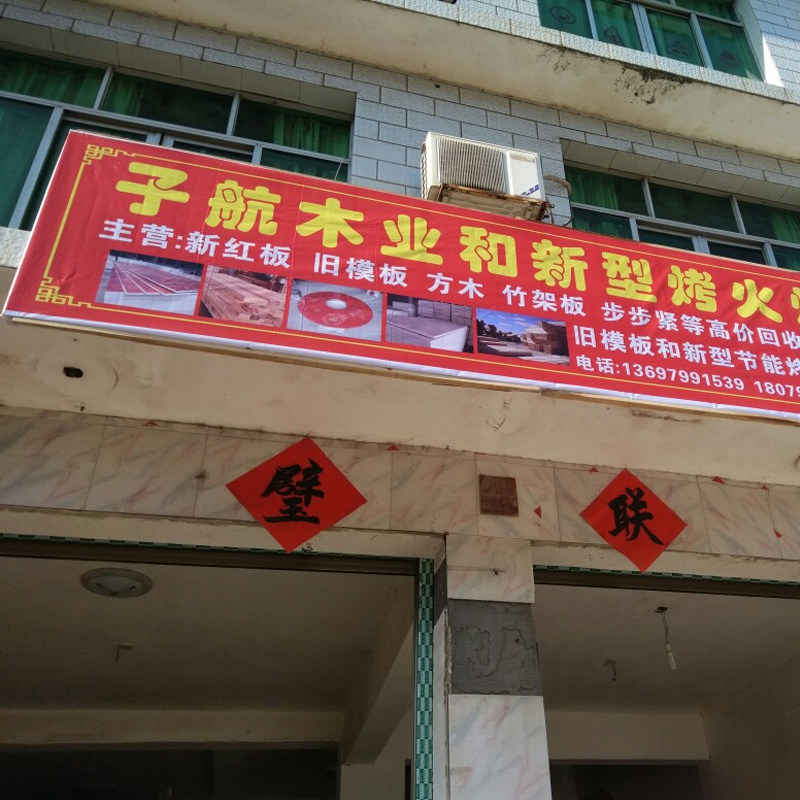 子航木业和新型烤火
主营:新红板 旧模板 方木 竹架板 步步紧等高价回收
旧模板和新型节能烤
电话:13697991539 1807
璧
联